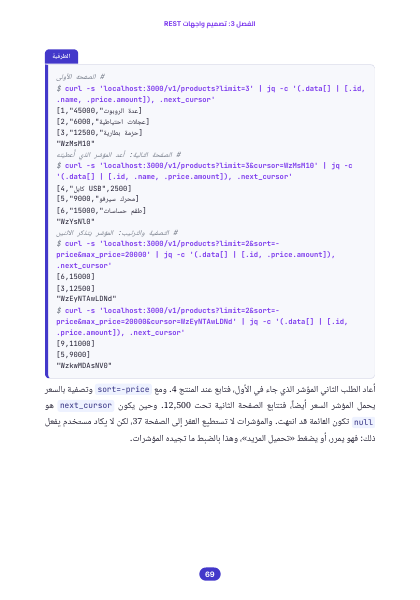 الفصل 3: تصميم واجهات REST
الطرفية
# الصفحة الأولى
$ curl -s 'localhost:3000/v1/products?limit=3' | jq -c '(.data[] | [.id,
.name, .price.amount]), .next_cursor'
[1,"عدة الروبوت",45000]
[2,"عجلات احتياطية",6000]
[3,"حزمة بطارية",12500]
"WzMsM10"
# الصفحة التالية: أعد المؤشر الذي أعطيته
$ curl -s 'localhost:3000/v1/products?limit=3&cursor=WzMsM10' | jq -c
'(.data[] | [.id, .name, .price.amount]), .next_cursor'
[4,"كابل USB",2500]
[5,"محرك سيرفو",9000]
[6,"طقم حساسات",15000]
"WzYsNl0"
# التصفية والترتيب: المؤشر يتذكر الاثنين
$ curl -s 'localhost:3000/v1/products?limit=2&sort=-
price&max_price=20000' | jq -c '(.data[] | [.id, .price.amount]),
.next_cursor'
[6,15000]
[3,12500]
"WzEyNTAwLDNd"
$ curl -s 'localhost:3000/v1/products?limit=2&sort=-
price&max_price=20000&cursor=WzEyNTAwLDNd' | jq -c '(.data[] | [.id,
.price.amount]), .next_cursor'
[9,11000]
[5,9000]
"WzkwMDAsNV0"
أعاد الطلب الثاني المؤشر الذي جاء في الأول، فتابع عند المنتج 4. ومع sort=-price وتصفية بالسعر
يحمل المؤشر السعر أيضاً، فتتابع الصفحة الثانية تحت 12,500. وحين يكون next_cursor هو
null تكون القائمة قد انتهت. والمؤشرات لا تستطيع القفز إلى الصفحة 37، لكن لا يكاد مستخدم يفعل
ذلك: فهو يمرر، أو يضغط «تحميل المزيد»، وهذا بالضبط ما تجيده المؤشرات.
69